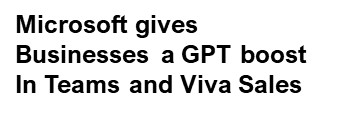 Microsoft gives
Businesses a GPT boost
In Teams and Viva Sales